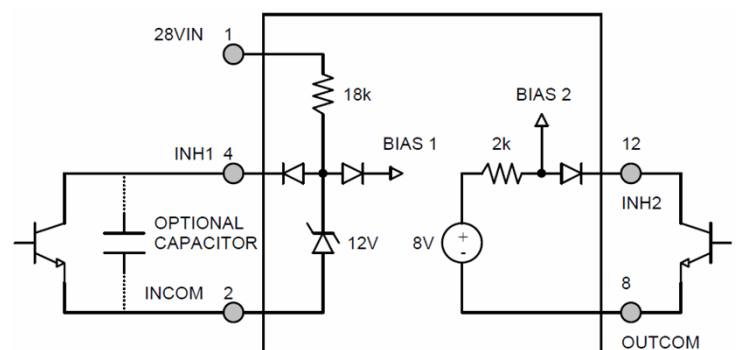 28VIN 1
18k
BIAS 2
BIAS 1
2k
12
INH1 4
INH2
OPTIONAL
CAPACITOR
12V
8V
+
-
8
INCOM 2
OUTCOM